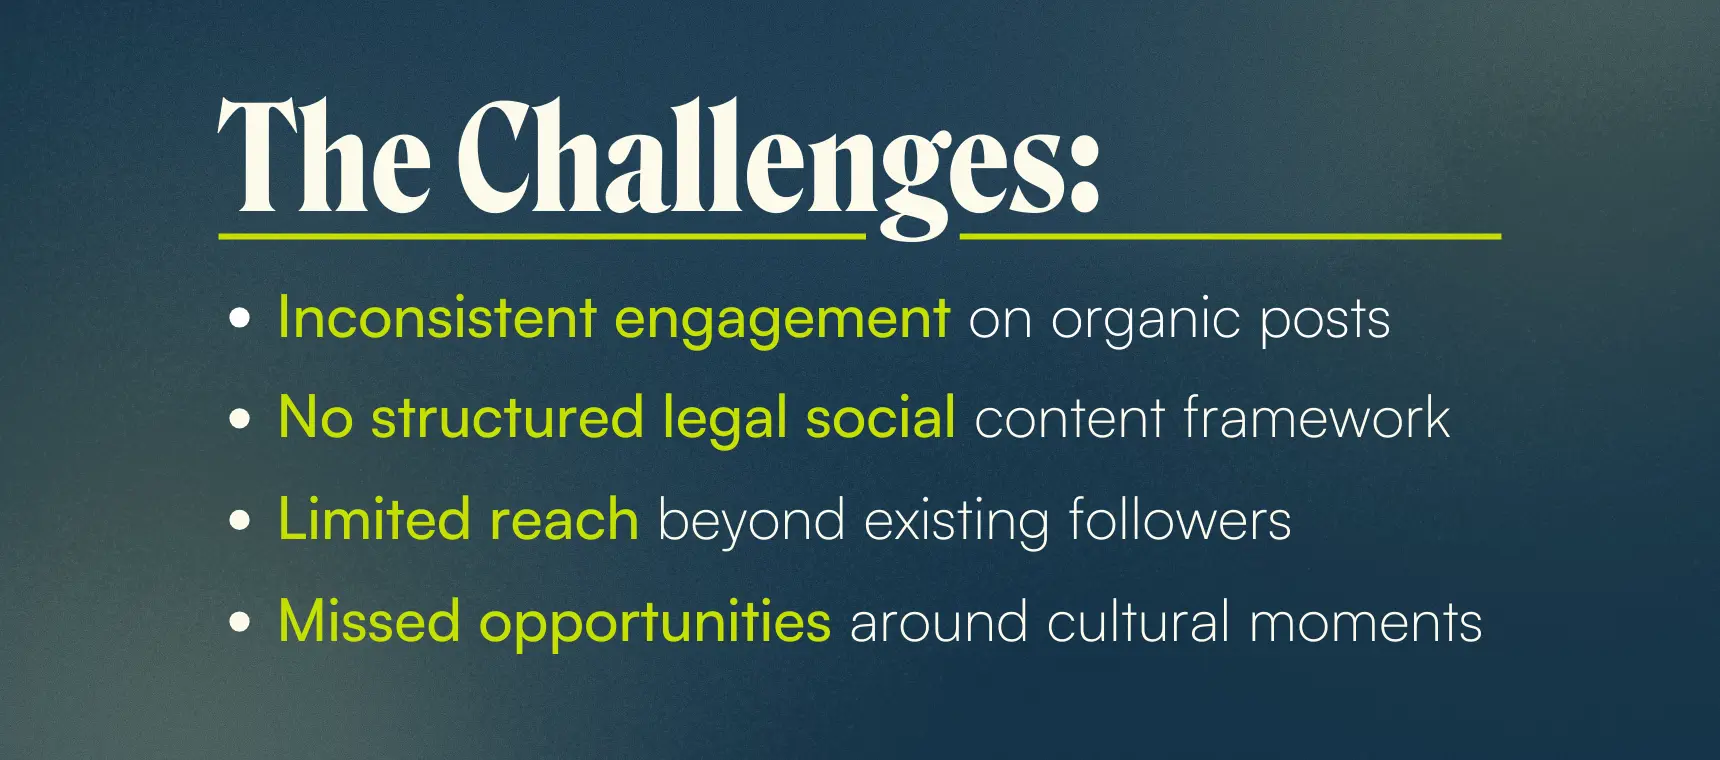 The Challenges:
• Inconsistent engagement on organic posts
• No structured legal social content framework
• Limited reach beyond existing followers
• Missed opportunities around cultural moments